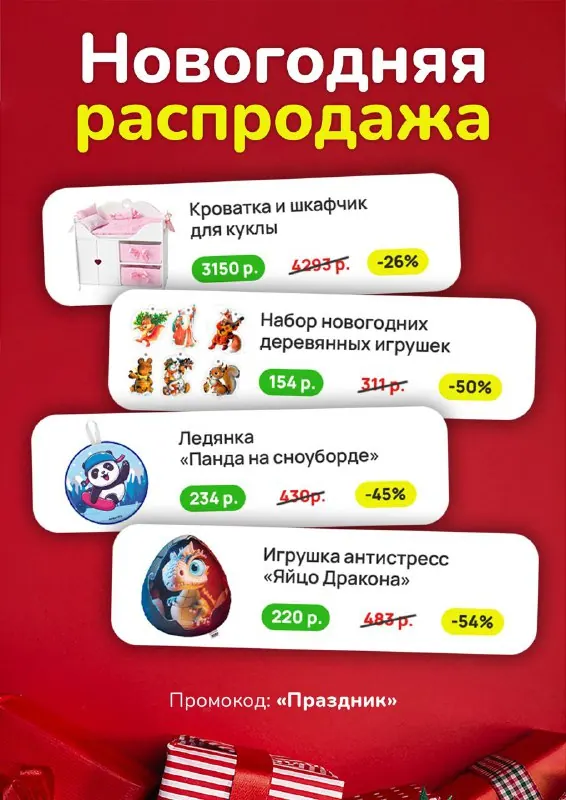 Новогодняя
распродажа
Кроватка и шкафчик
для куклы
3150 р. 4293 р. -26%
Набор новогодних
деревянных игрушек
154 р. 311 р. -50%
Ледянка
«Панда на сноуборде»
234 р. 430р. -45%
Игрушка антистресс
«Яйцо Дракона»
220 р. 483 р. -54%
Промокод: «Праздник»